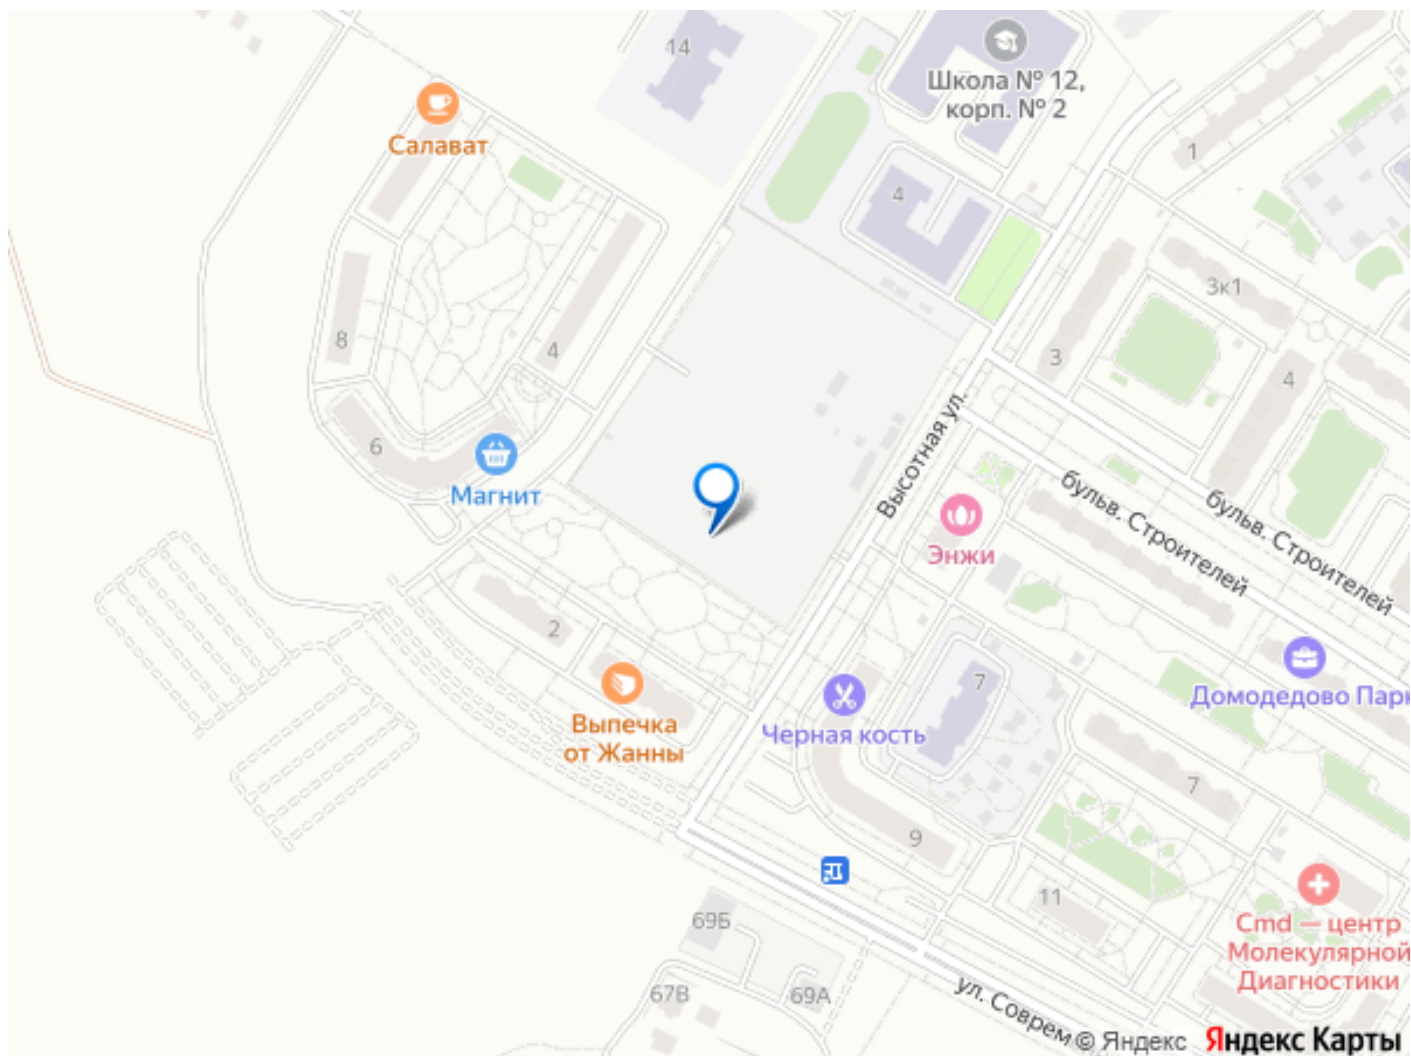 14
Школа № 12,
корп. № 2
Салават
1
4
3к1
8
4
3
4
6
Магнит
Высотная ул.
бульв. Строителей
бульв. Строителей
Энжи
2
7
Домодедово Парк
Выпечка
от Жанны
Черная кость
7
9
11
69Б
Cmd — центр
Молекулярной
Диагностики
67В
69А
ул. Соврем
© Яндекс Яндекс Карты